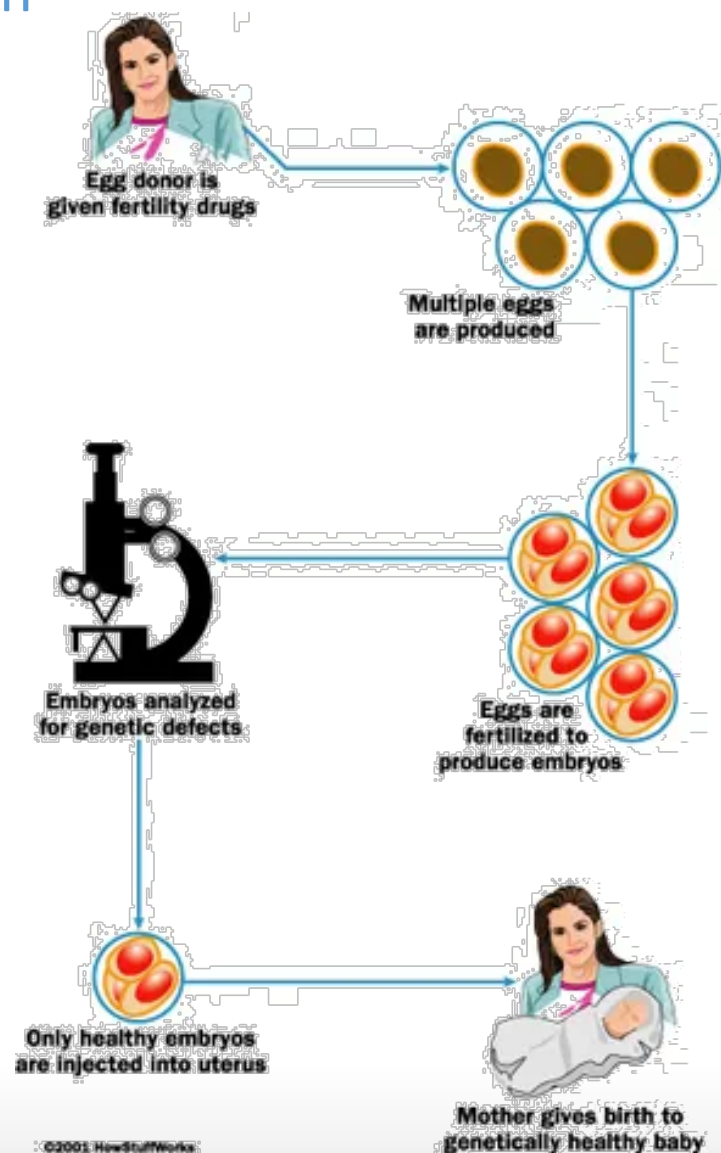 Egg donor is
given fertility drugs
Multiple eggs
are produced
Eggs are
fertilized to
produce embryos
Embryos analyzed
for genetic defects
Only healthy embryos
are injected into uterus
Mother gives birth to
genetically healthy baby
©2001 HowStuffWorks